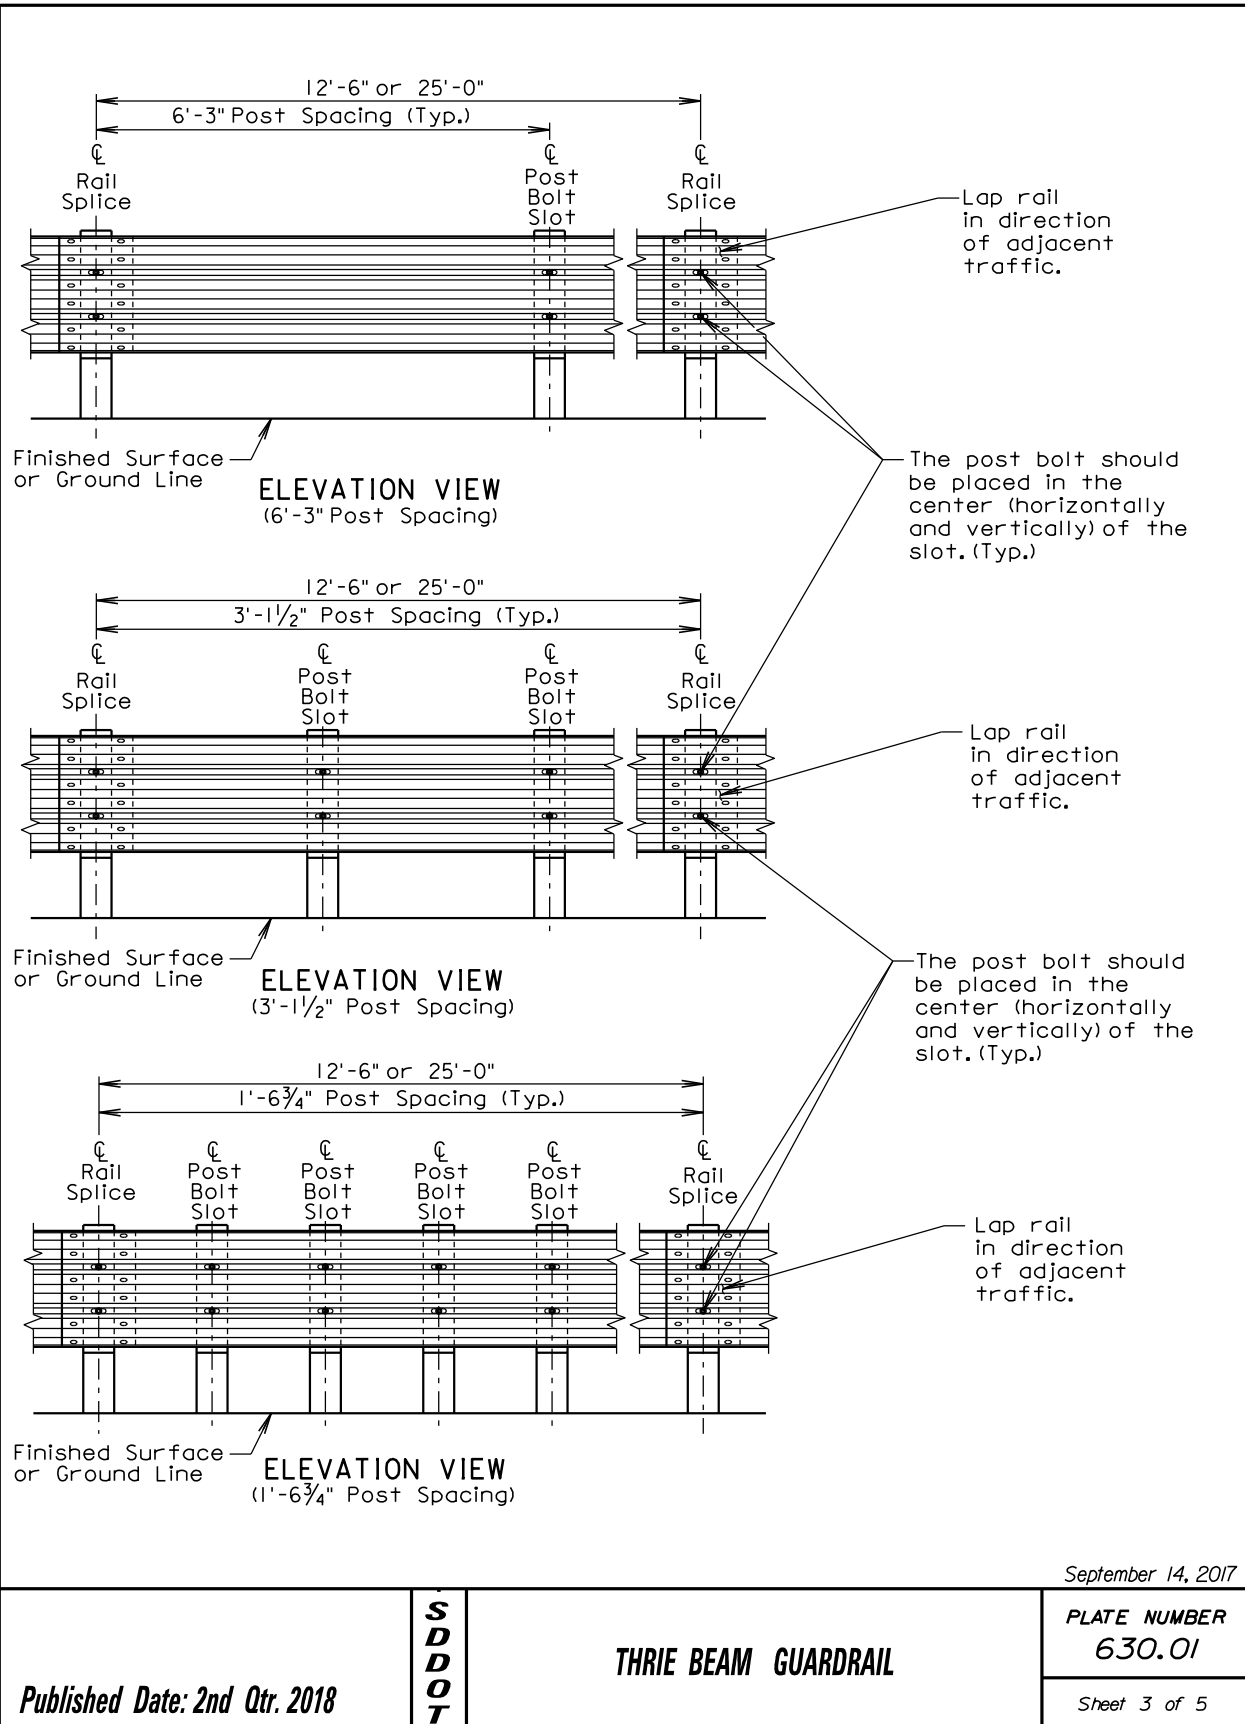 12'-6" or 25'-0"
6'-3" Post Spacing (Typ.)
℄
Rail
Splice
℄
Post
Bolt
Slot
℄
Rail
Splice
Lap rail
in direction
of adjacent
traffic.
Finished Surface
or Ground Line
ELEVATION VIEW
(6'-3" Post Spacing)
The post bolt should
be placed in the
center (horizontally
and vertically) of the
slot. (Typ.)
12'-6" or 25'-0"
3'-1½" Post Spacing (Typ.)
℄
Rail
Splice
℄
Post
Bolt
Slot
℄
Post
Bolt
Slot
℄
Rail
Splice
Lap rail
in direction
of adjacent
traffic.
Finished Surface
or Ground Line
ELEVATION VIEW
(3'-1½" Post Spacing)
The post bolt should
be placed in the
center (horizontally
and vertically) of the
slot. (Typ.)
12'-6" or 25'-0"
1'-6¾" Post Spacing (Typ.)
℄
Rail
Splice
℄
Post
Bolt
Slot
℄
Post
Bolt
Slot
℄
Post
Bolt
Slot
℄
Post
Bolt
Slot
℄
Rail
Splice
Lap rail
in direction
of adjacent
traffic.
Finished Surface
or Ground Line
ELEVATION VIEW
(1'-6¾" Post Spacing)
September 14, 2017
Published Date: 2nd Qtr. 2018
S
D
D
O
T
THRIE BEAM GUARDRAIL
PLATE NUMBER
630.01
Sheet 3 of 5